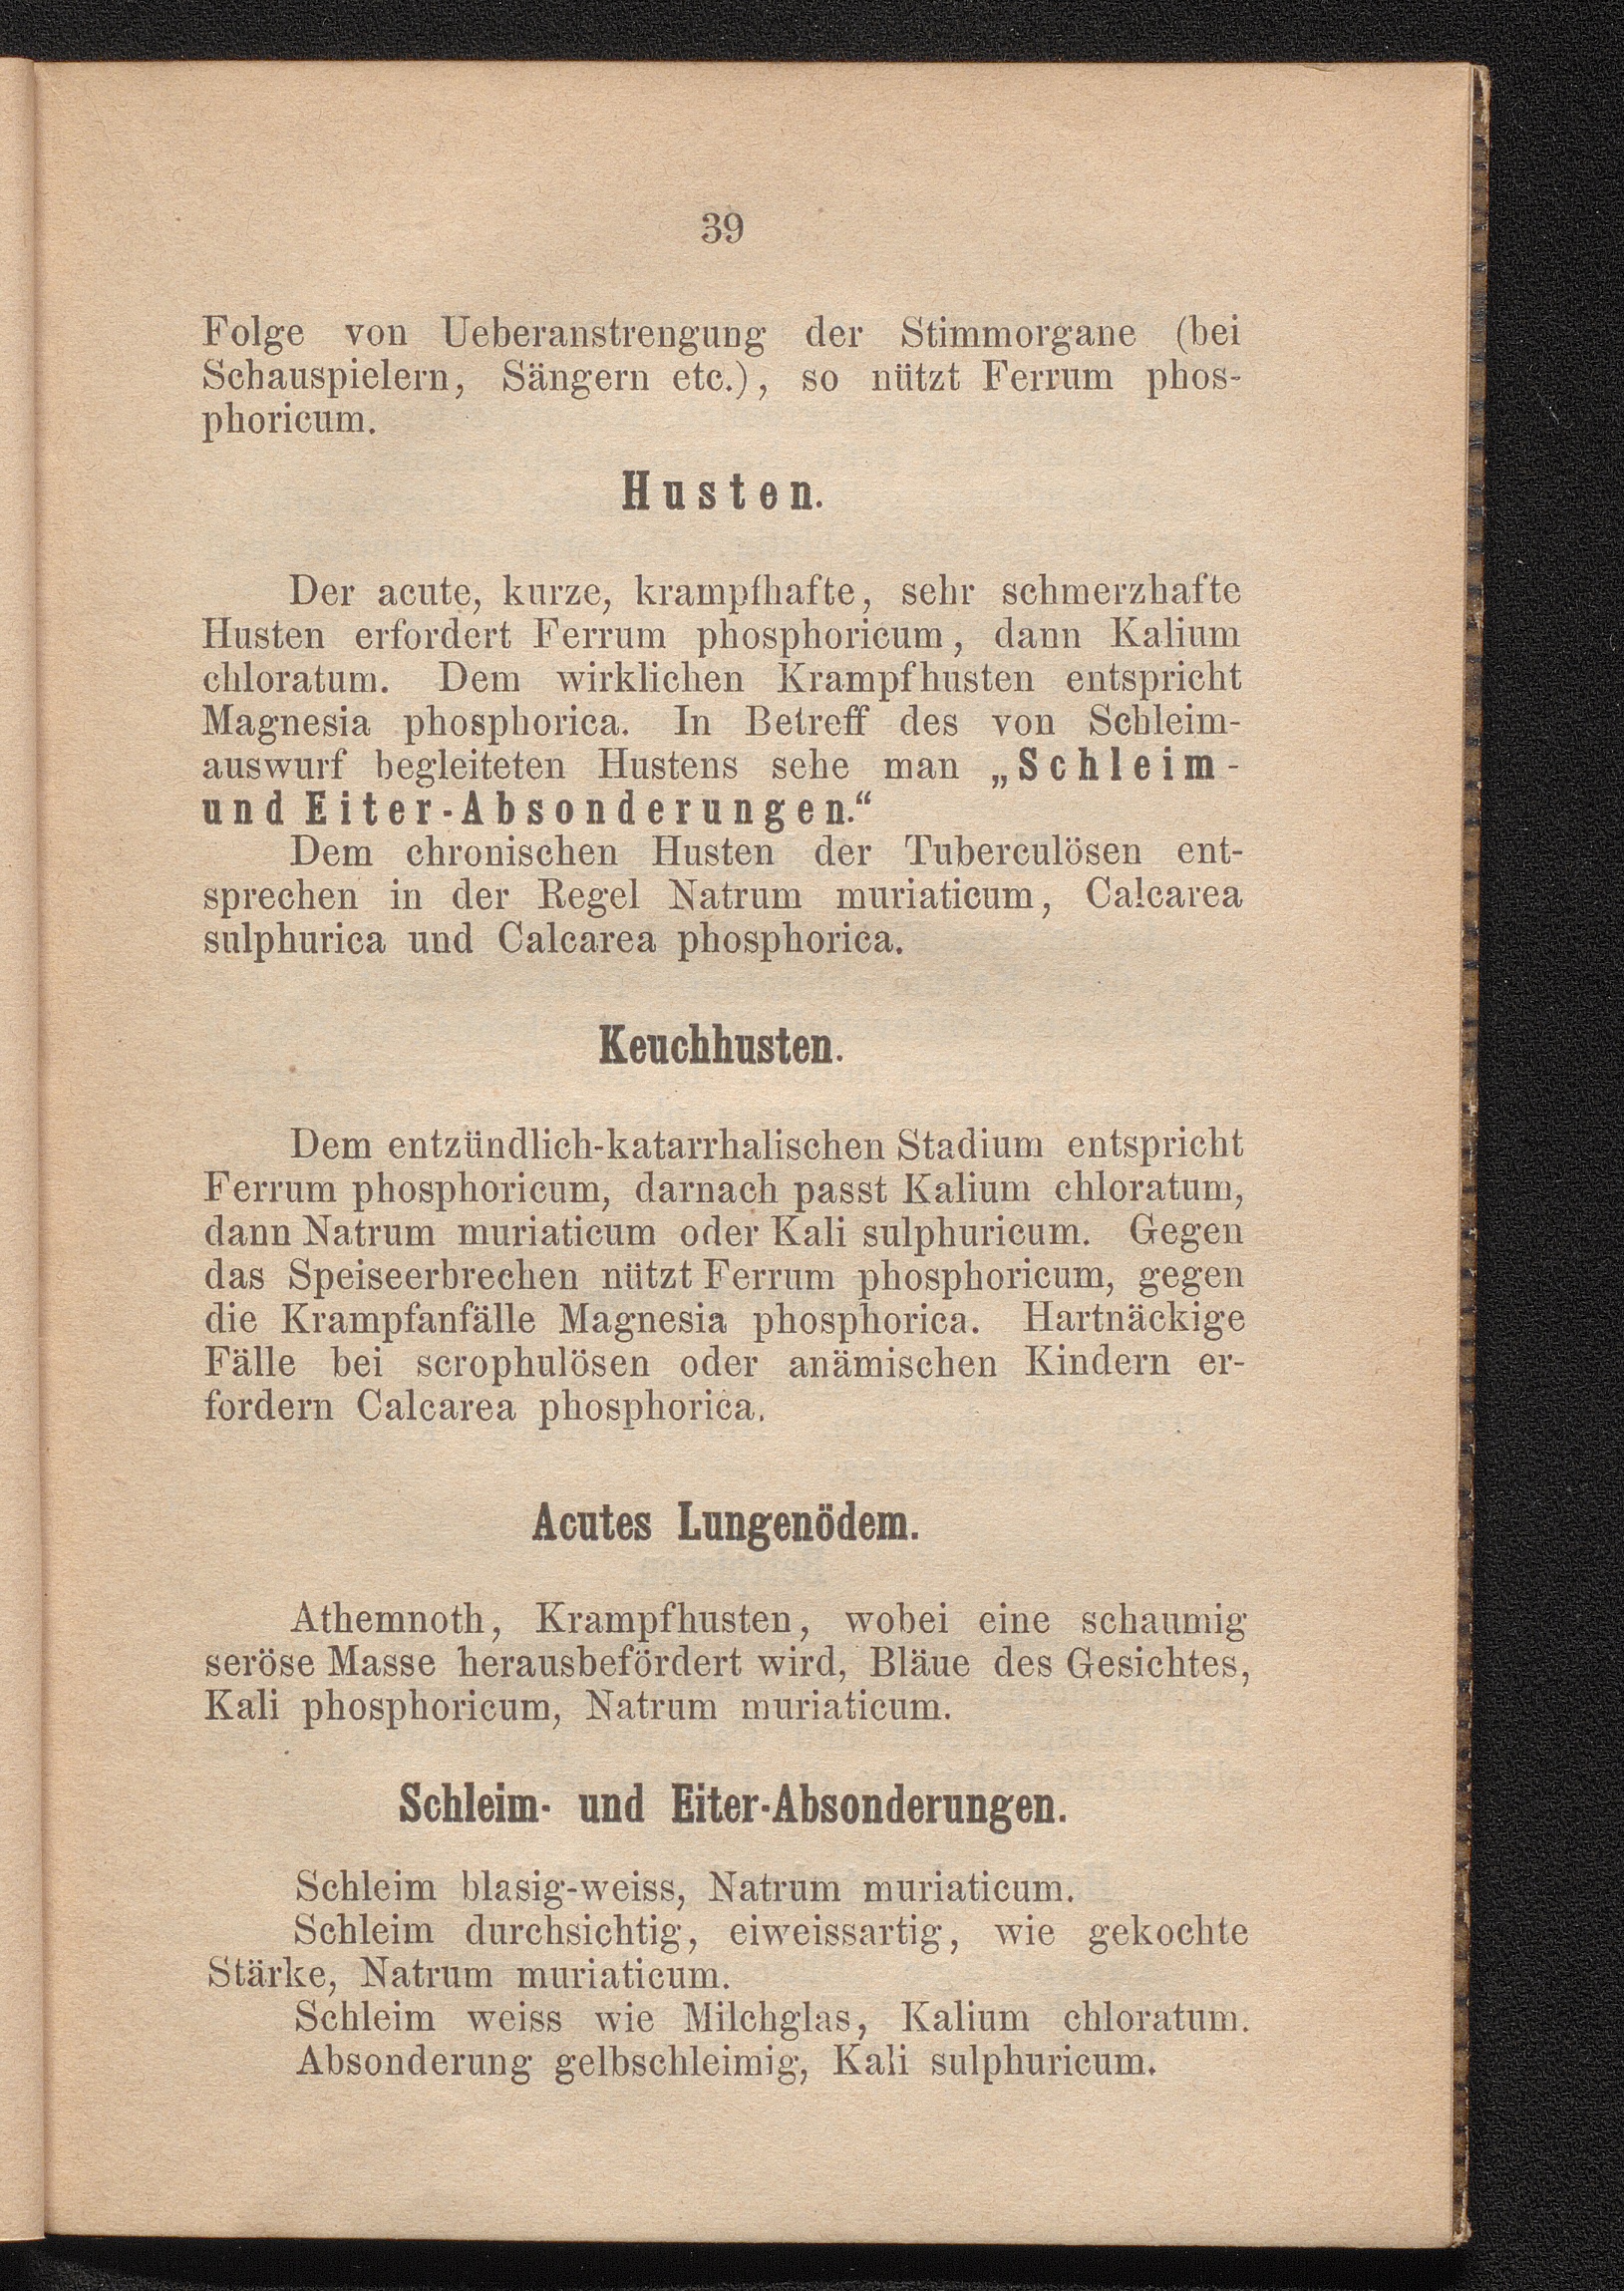 39
Folge von Ueberanstrengung der Stimmorgane (bei
Schauspielern, Sängern etc.), so nützt Ferrum phos-
phoricum.
Husten.
Der acute, kurze, krampfhafte, sehr schmerzhafte
Husten erfordert Ferrum phosphoricum, dann Kalium
chloratum. Dem wirklichen Krampfhusten entspricht
Magnesia phosphorica. In Betreff des von Schleim-
auswurf begleiteten Hustens sehe man „Schleim-
und Eiter-Absonderungen.“
Dem chronischen Husten der Tuberculösen ent-
sprechen in der Regel Natrum muriaticum, Calcarea
sulphurica und Calcarea phosphorica.
Keuchhusten.
Dem entzündlich-katarrhalischen Stadium entspricht
Ferrum phosphoricum, darnach passt Kalium chloratum,
dann Natrum muriaticum oder Kali sulphuricum. Gegen
das Speiseerbrechen nützt Ferrum phosphoricum, gegen
die Krampfanfälle Magnesia phosphorica. Hartnäckige
Fälle bei scrophulösen oder anämischen Kindern er-
fordern Calcarea phosphorica.
Acutes Lungenödem.
Athemnoth, Krampfhusten, wobei eine schaumig
seröse Masse herausbefördert wird, Bläue des Gesichtes,
Kali phosphoricum, Natrum muriaticum.
Schleim- und Eiter-Absonderungen.
Schleim blasig-weiss, Natrum muriaticum.
Schleim durchsichtig, eiweissartig, wie gekochte
Stärke, Natrum muriaticum.
Schleim weiss wie Milchglas, Kalium chloratum.
Absonderung gelbschleimig, Kali sulphuricum.